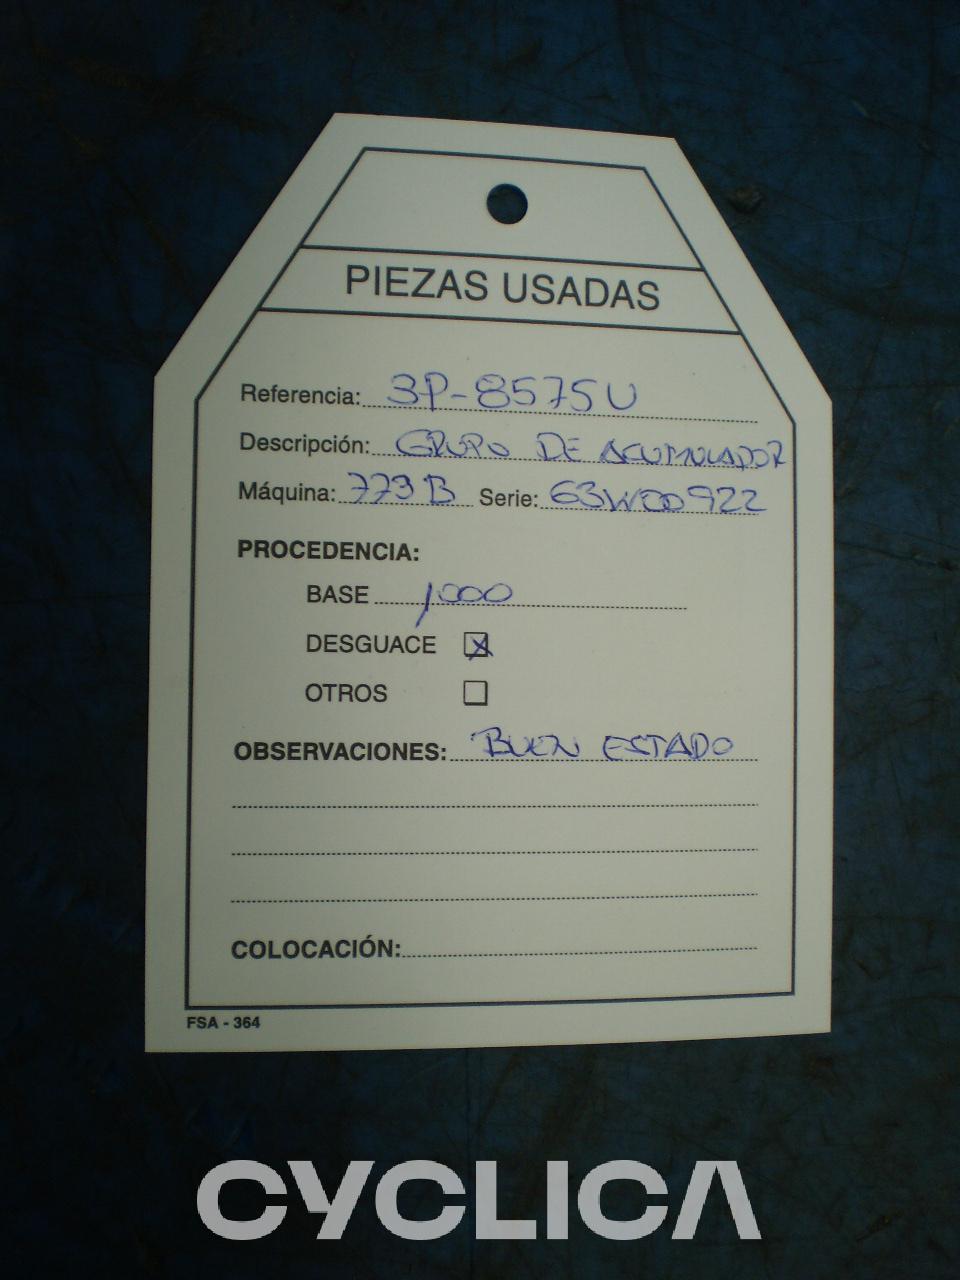 PIEZAS USADAS
Referencia: 3P-8575U
Descripción: GRUPO DE ACUMULADOR
Máquina: 773B Serie: 63W00922
PROCEDENCIA:
BASE 1000
DESGUACE
OTROS
OBSERVACIONES: BUEN ESTADO
COLOCACIÓN:
FSA - 364
CYCLICA